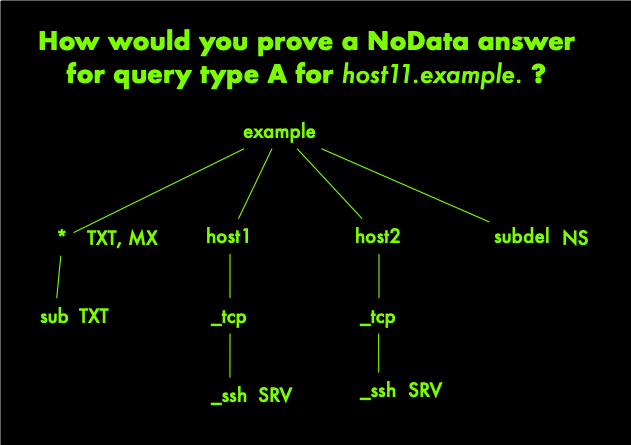 How would you prove a NoData answer
for query type A for host11.example. ?
example
* TXT, MX
host1
host2
subdel NS
sub TXT
_tcp
_tcp
_ssh SRV
_ssh SRV